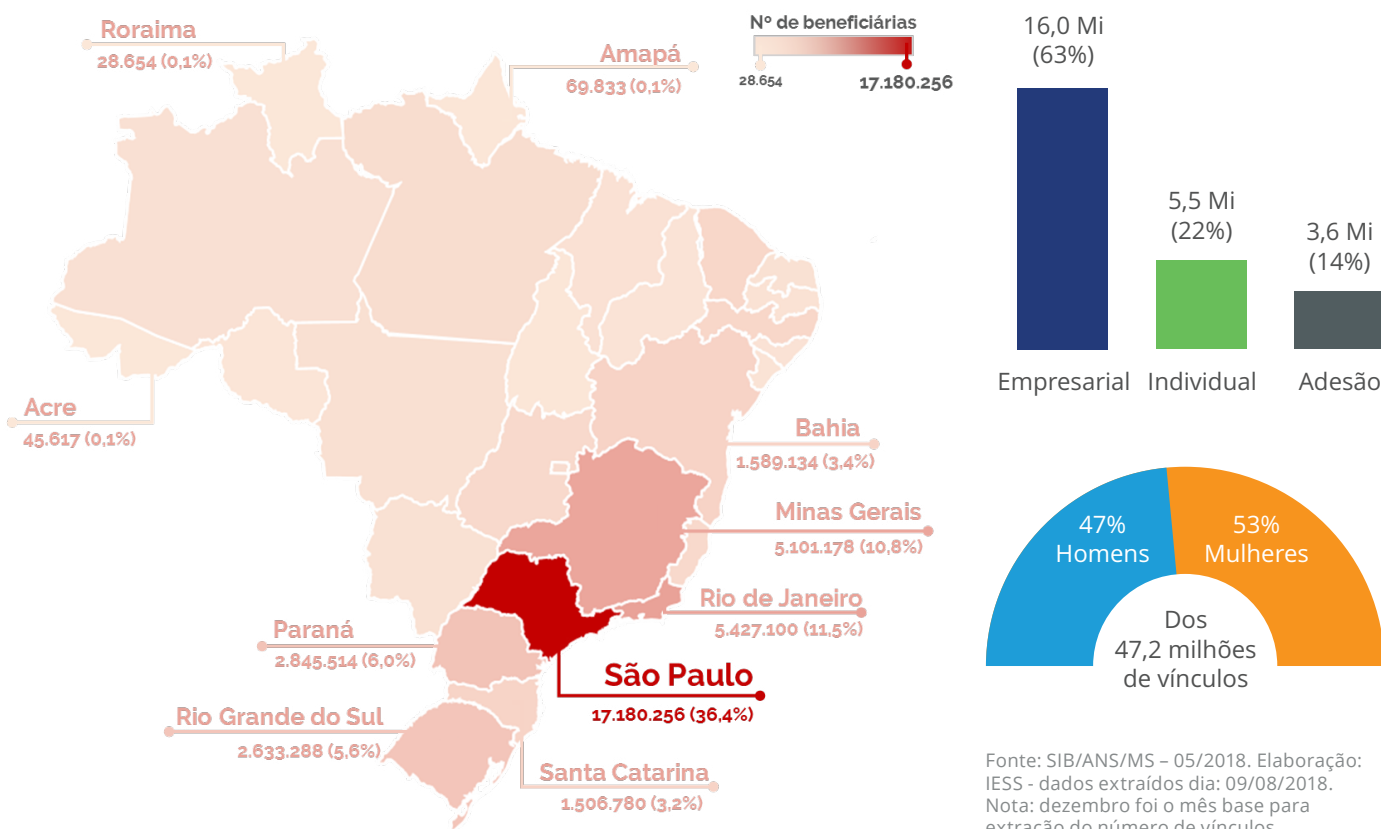 Roraima
28.654 (0,1%)
Amapá
69.833 (0,1%)
Nº de beneficiárias
28.654
17.180.256
Acre
45.617 (0,1%)
Bahia
1.589.134 (3,4%)
Minas Gerais
5.101.178 (10,8%)
Rio de Janeiro
5.427.100 (11,5%)
Paraná
2.845.514 (6,0%)
São Paulo
17.180.256 (36,4%)
Rio Grande do Sul
2.633.288 (5,6%)
Santa Catarina
1.506.780 (3,2%)
16,0 Mi
(63%)
5,5 Mi
(22%)
3,6 Mi
(14%)
Empresarial
Individual
Adesão
47%
Homens
53%
Mulheres
Dos
47,2 milhões
de vínculos
Fonte: SIB/ANS/MS – 05/2018. Elaboração:
IESS - dados extraídos dia: 09/08/2018.
Nota: dezembro foi o mês base para
extração do número de vínculos